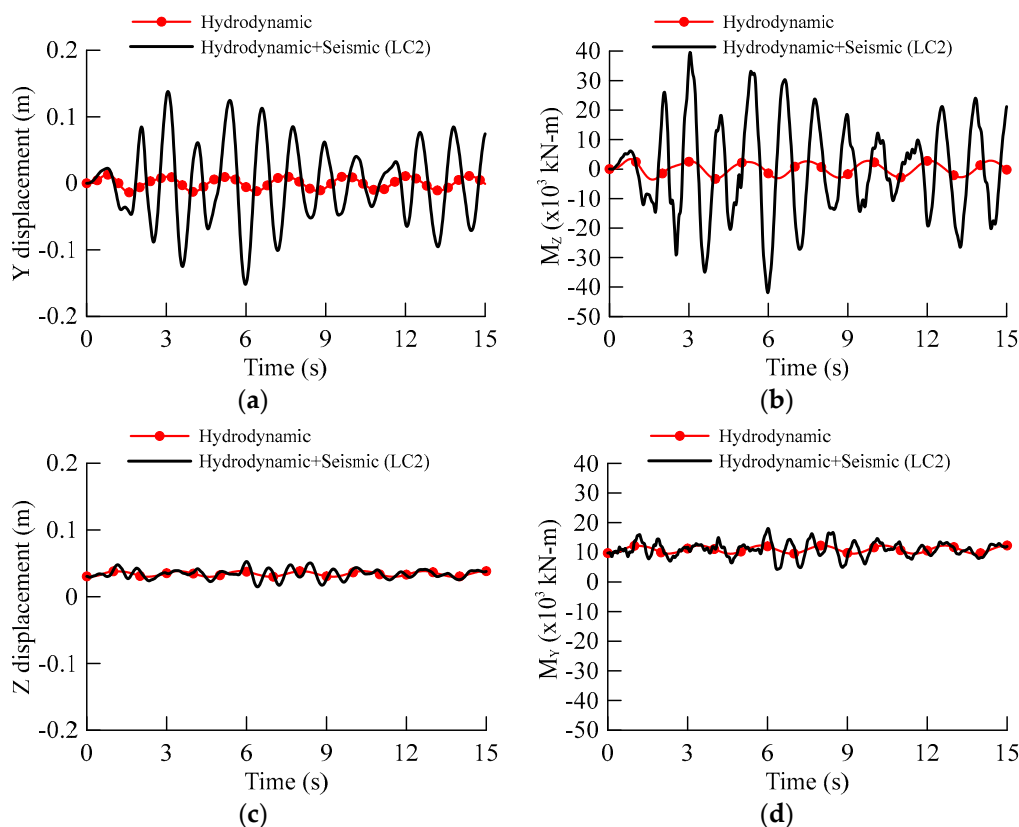 Hydrodynamic
Hydrodynamic+Seismic (LC2)
Y displacement (m)
0.2
0.1
0
-0.1
-0.2
0 3 6 9 12 15
Time (s)
(a)
Hydrodynamic
Hydrodynamic+Seismic (LC2)
M_Z (x10³ kN-m)
40
30
20
10
0
-10
-20
-30
-40
-50
0 3 6 9 12 15
Time (s)
(b)
Hydrodynamic
Hydrodynamic+Seismic (LC2)
Z displacement (m)
0.2
0.1
0
-0.1
-0.2
0 3 6 9 12 15
Time (s)
(c)
Hydrodynamic
Hydrodynamic+Seismic (LC2)
M_Y (x10³ kN-m)
40
30
20
10
0
-10
-20
-30
-40
-50
0 3 6 9 12 15
Time (s)
(d)